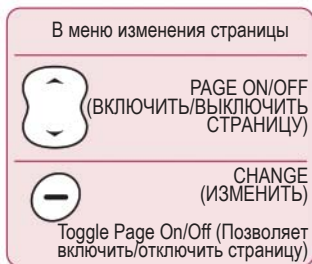 В меню изменения страницы
PAGE ON/OFF
(ВКЛЮЧИТЬ/ВЫКЛЮЧИТЬ
СТРАНИЦУ)
CHANGE
(ИЗМЕНИТЬ)
Toggle Page On/Off (Позволяет
включить/отключить страницу)